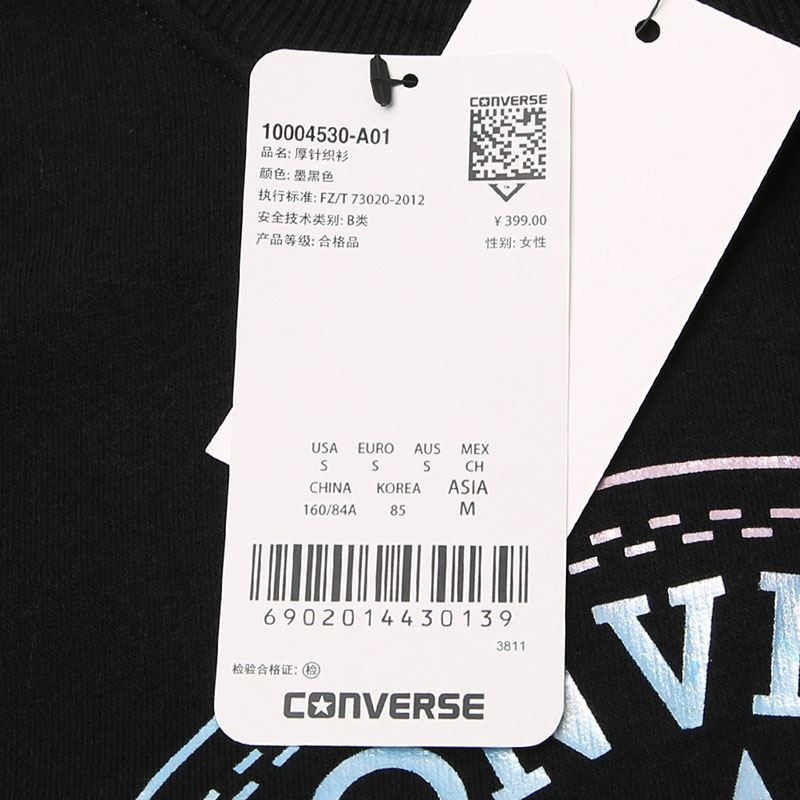 CONVERSE
10004530-A01
品名: 厚针织衫
颜色: 墨黑色
执行标准: FZ/T 73020-2012
安全技术类别: B类
¥ 399.00
产品等级: 合格品
性别: 女性
USA EURO AUS MEX
S S S CH
CHINA KOREA ASIA
160/84A 85 M
6902014430139
3811
检验合格证: 检
CONVERSE
ONVE